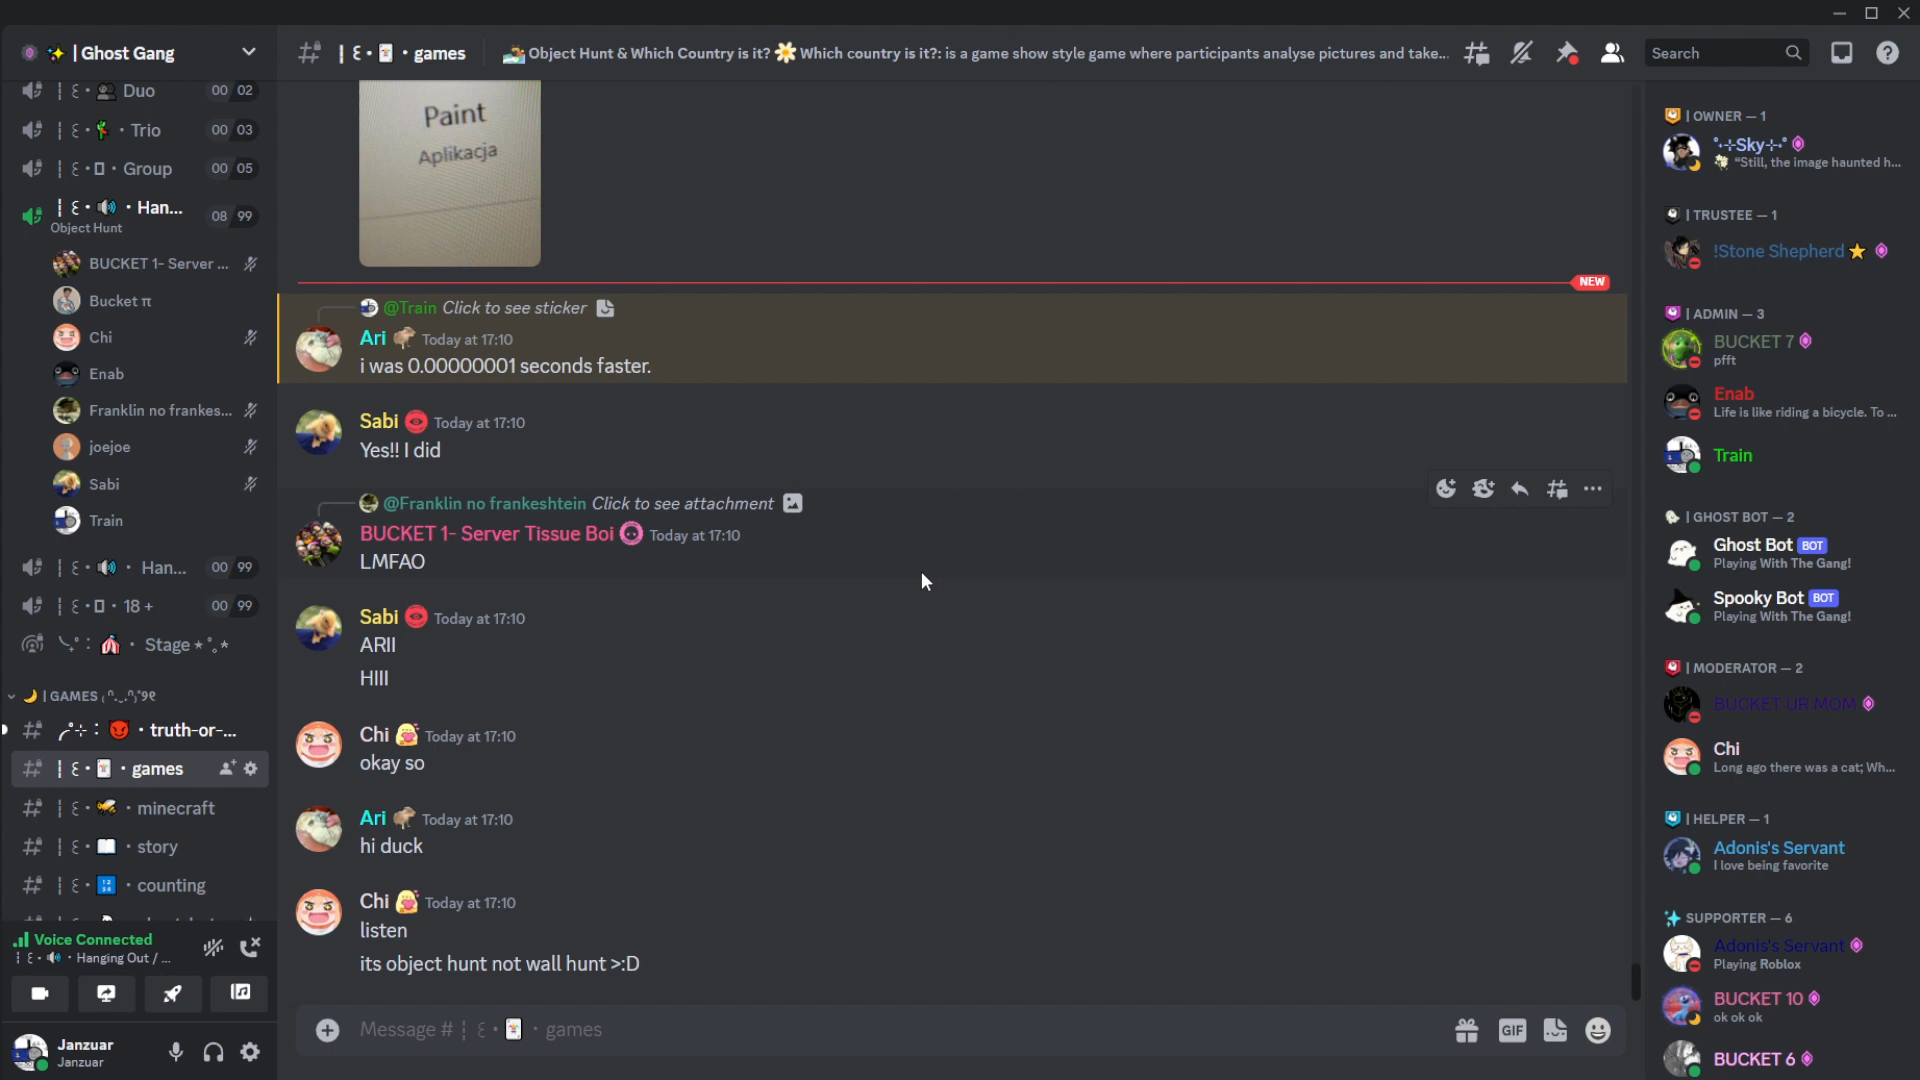 | Ghost Gang
Duo
00 02
Trio
00 03
Group
00 05
Han...
08 99
Object Hunt
BUCKET 1- Server ...
Bucket π
Chi
Enab
Franklin no frankes...
joejoe
Sabi
Train
Han...
00 99
18 +
00 99
Stage
| GAMES
truth-or-...
games
minecraft
story
counting
Voice Connected
Hanging Out / ...
Janzuar
Janzuar
games
Object Hunt & Which Country is it? Which country is it?: is a game show style game where participants analyse pictures and take...
Search
Paint
Aplikacja
NEW
@Train Click to see sticker
Ari Today at 17:10
i was 0.00000001 seconds faster.
Sabi Today at 17:10
Yes!! I did
@Franklin no frankeshtein Click to see attachment
BUCKET 1- Server Tissue Boi Today at 17:10
LMFAO
Sabi Today at 17:10
ARII
HIII
Chi Today at 17:10
okay so
Ari Today at 17:10
hi duck
Chi Today at 17:10
listen
its object hunt not wall hunt >:D
Message # games
GIF
| OWNER — 1
Sky
"Still, the image haunted h...
| TRUSTEE — 1
!Stone Shepherd
| ADMIN — 3
BUCKET 7
pfft
Enab
Life is like riding a bicycle. To ...
Train
| GHOST BOT — 2
Ghost Bot BOT
Playing With The Gang!
Spooky Bot BOT
Playing With The Gang!
| MODERATOR — 2
BUCKET UR MOM
Chi
Long ago there was a cat; Wh...
| HELPER — 1
Adonis's Servant
I love being favorite
SUPPORTER — 6
Adonis's Servant
Playing Roblox
BUCKET 10
ok ok ok
BUCKET 6